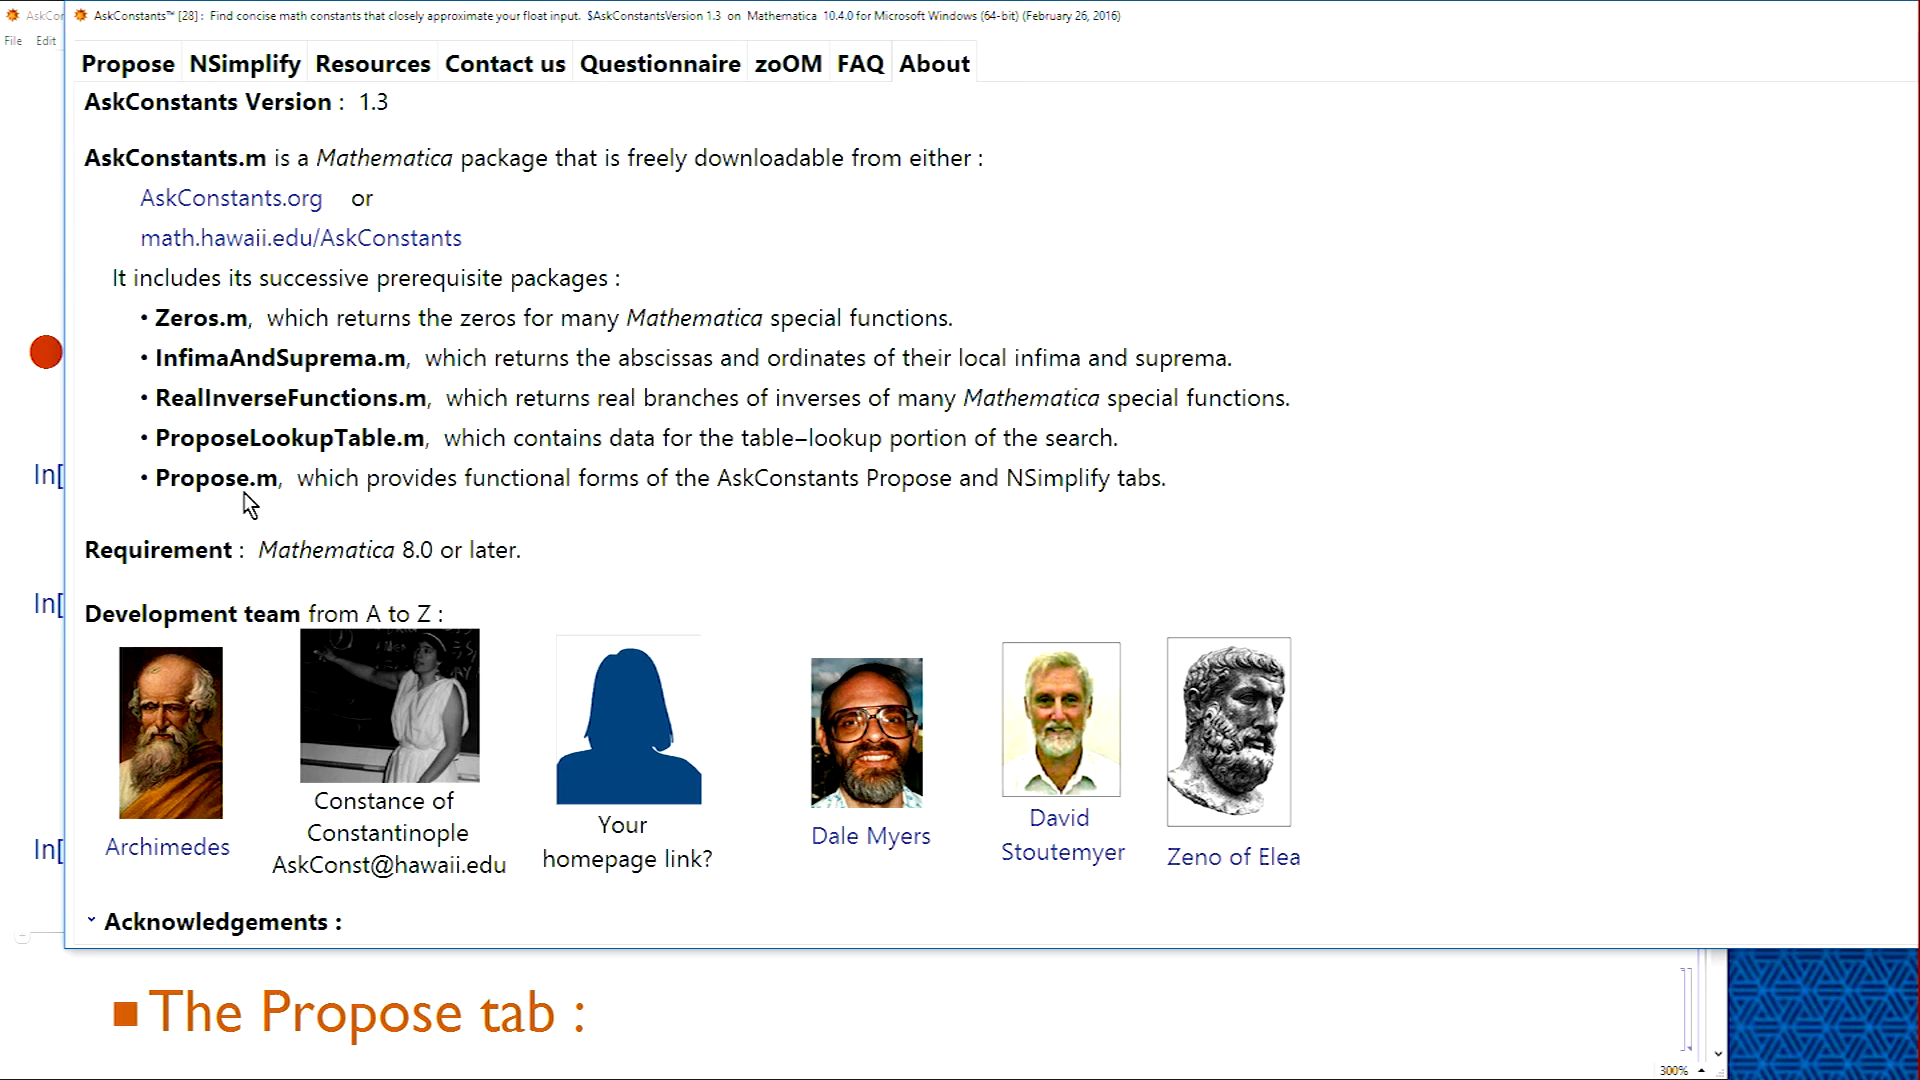 AskCon
AskConstants™ [28] : Find concise math constants that closely approximate your float input. $AskConstantsVersion 1.3 on Mathematica 10.4.0 for Microsoft Windows (64-bit) (February 26, 2016)
File Edit
Propose NSimplify Resources Contact us Questionnaire zoOM FAQ About
AskConstants Version : 1.3
AskConstants.m is a Mathematica package that is freely downloadable from either :
AskConstants.org or
math.hawaii.edu/AskConstants
It includes its successive prerequisite packages :
• Zeros.m, which returns the zeros for many Mathematica special functions.
• InfimaAndSuprema.m, which returns the abscissas and ordinates of their local infima and suprema.
• RealInverseFunctions.m, which returns real branches of inverses of many Mathematica special functions.
• ProposeLookupTable.m, which contains data for the table–lookup portion of the search.
• Propose.m, which provides functional forms of the AskConstants Propose and NSimplify tabs.
In[
In[
In[
Requirement : Mathematica 8.0 or later.
Development team from A to Z :
Archimedes
Constance of
Constantinople
AskConst@hawaii.edu
Your
homepage link?
Dale Myers
David
Stoutemyer
Zeno of Elea
Acknowledgements :
■ The Propose tab :
300%